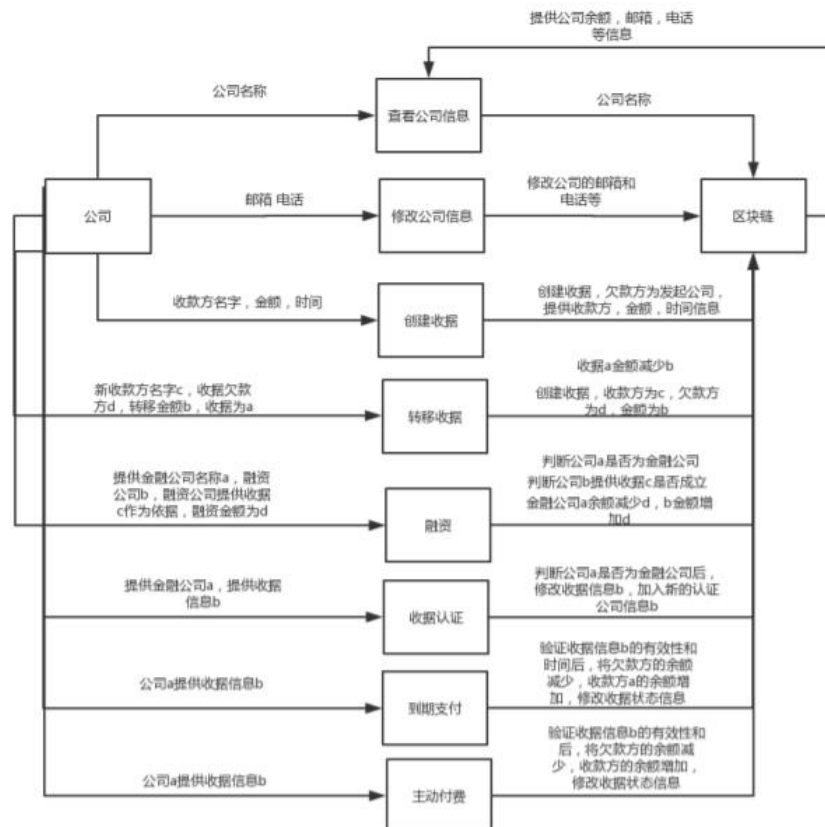 提供公司余额，邮箱，电话
等信息
公司名称
查看公司信息
公司名称
公司
邮箱 电话
修改公司信息
修改公司的邮箱和
电话等
区块链
收款方名字，金额，时间
创建收据
创建收据，欠款方为发起公司，
提供收款方，金额，时间信息
收据a金额减少b
新收款方名字c，收据欠款
方d，转移金额b，收据为a
转移收据
创建收据，收款方为c，欠款方
为d，金额为b
提供金融公司名称a，融资
公司b，融资公司提供收据
c作为依据，融资金额为d
融资
判断公司a是否为金融公司
判断公司b提供收据c是否成立
金融公司a余额减少d，b金额增
加d
提供金融公司a，提供收据
信息b
收据认证
判断公司a是否为金融公司后，
修改收据信息b，加入新的认证
公司信息b
公司a提供收据信息b
到期支付
验证收据信息b的有效性和
时间后，将欠款方的余额
减少，收款方a的余额增
加，修改收据状态信息
公司a提供收据信息b
主动付费
验证收据信息b的有效性和
后，将欠款方的余额减
少，收款方的余额增加，
修改收据状态信息